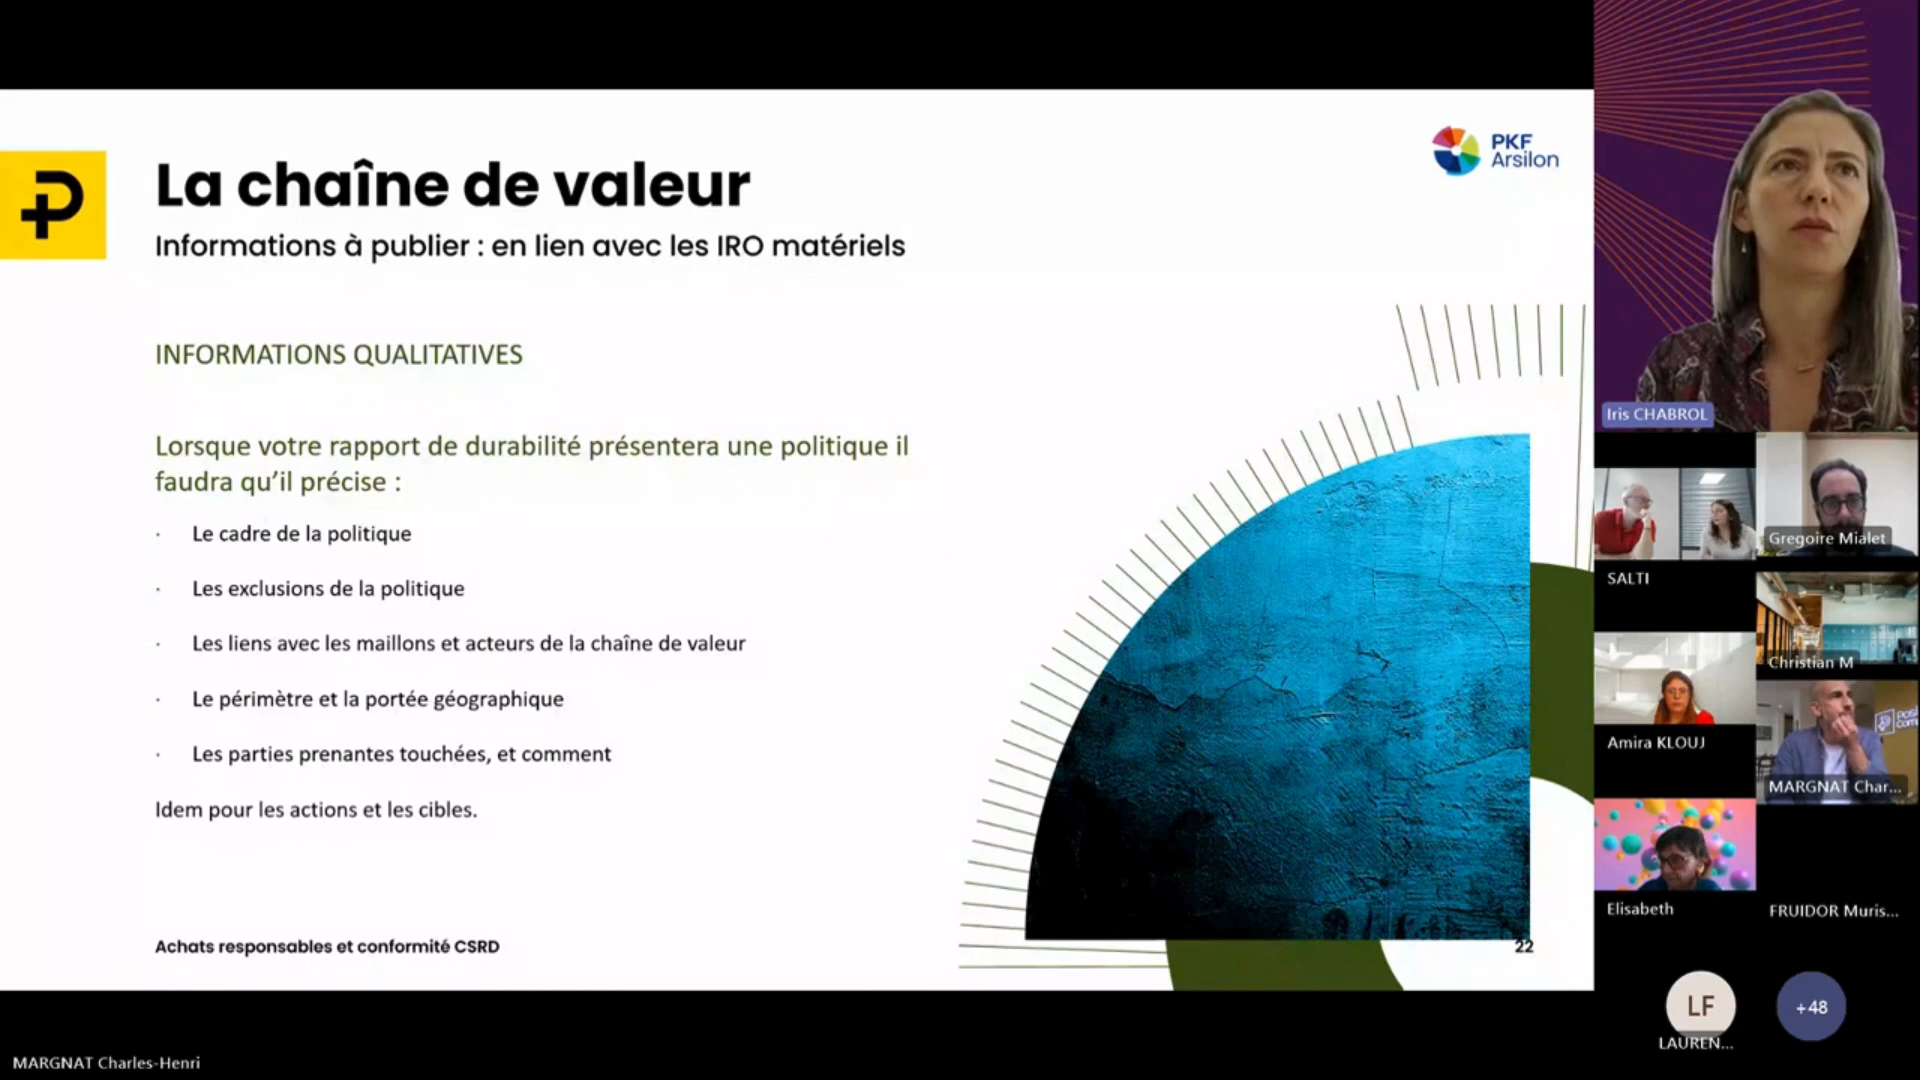 PKF
Arsilon
La chaîne de valeur
Informations à publier : en lien avec les IRO matériels
INFORMATIONS QUALITATIVES
Lorsque votre rapport de durabilité présentera une politique il
faudra qu’il précise :
· Le cadre de la politique
· Les exclusions de la politique
· Les liens avec les maillons et acteurs de la chaîne de valeur
· Le périmètre et la portée géographique
· Les parties prenantes touchées, et comment
Idem pour les actions et les cibles.
Achats responsables et conformité CSRD
22
MARGNAT Charles-Henri
Iris CHABROL
SALTI
Gregoire Mialet
Christian M
Amira KLOUJ
MARGNAT Char...
Elisabeth
FRUIDOR Muris...
LF
LAUREN...
+48